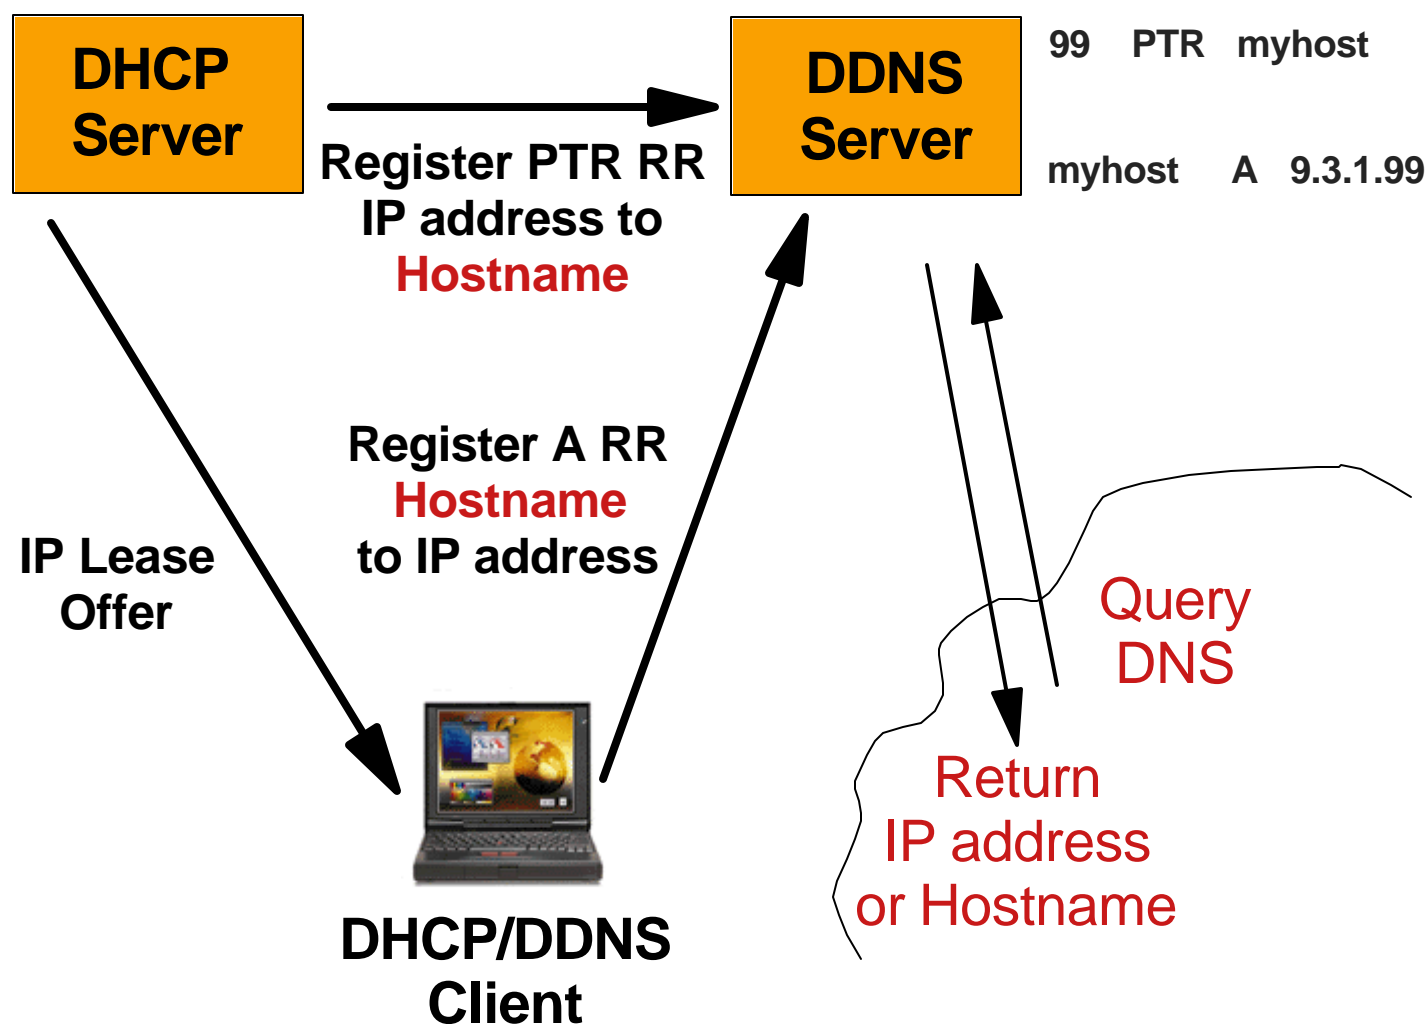 DHCP
Server
DDNS
Server
99 PTR myhost
myhost A 9.3.1.99
Register PTR RR
IP address to
Hostname
Register A RR
Hostname
to IP address
IP Lease
Offer
Query
DNS
Return
IP address
or Hostname
DHCP/DDNS
Client